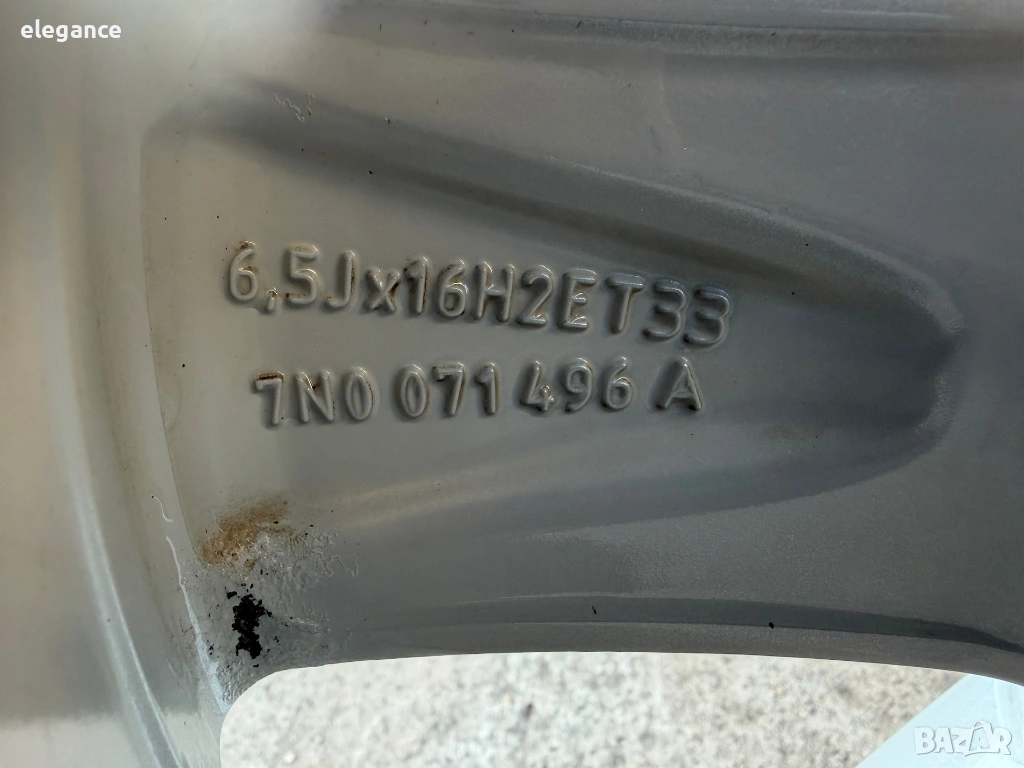 elegance
6,5Jx16H2ET33
7N0 071 496 A
BAZAR